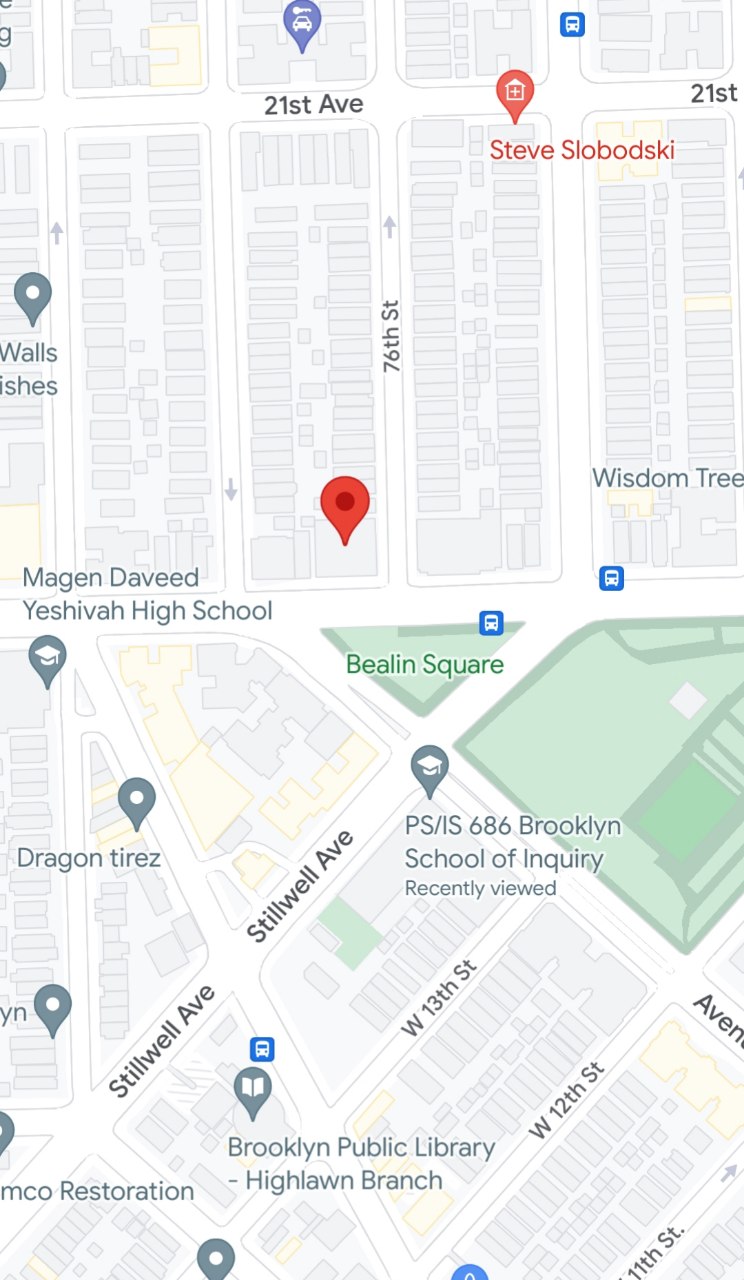 g
21st Ave
21st
Steve Slobodski
76th St
Walls
ishes
Wisdom Tree
Magen Daveed
Yeshivah High School
Bealin Square
PS/IS 686 Brooklyn
School of Inquiry
Recently viewed
Dragon tirez
Stillwell Ave
W 13th St
yn
Stillwell Ave
Aven
W 12th St
Brooklyn Public Library
- Highlawn Branch
mco Restoration
11th St.